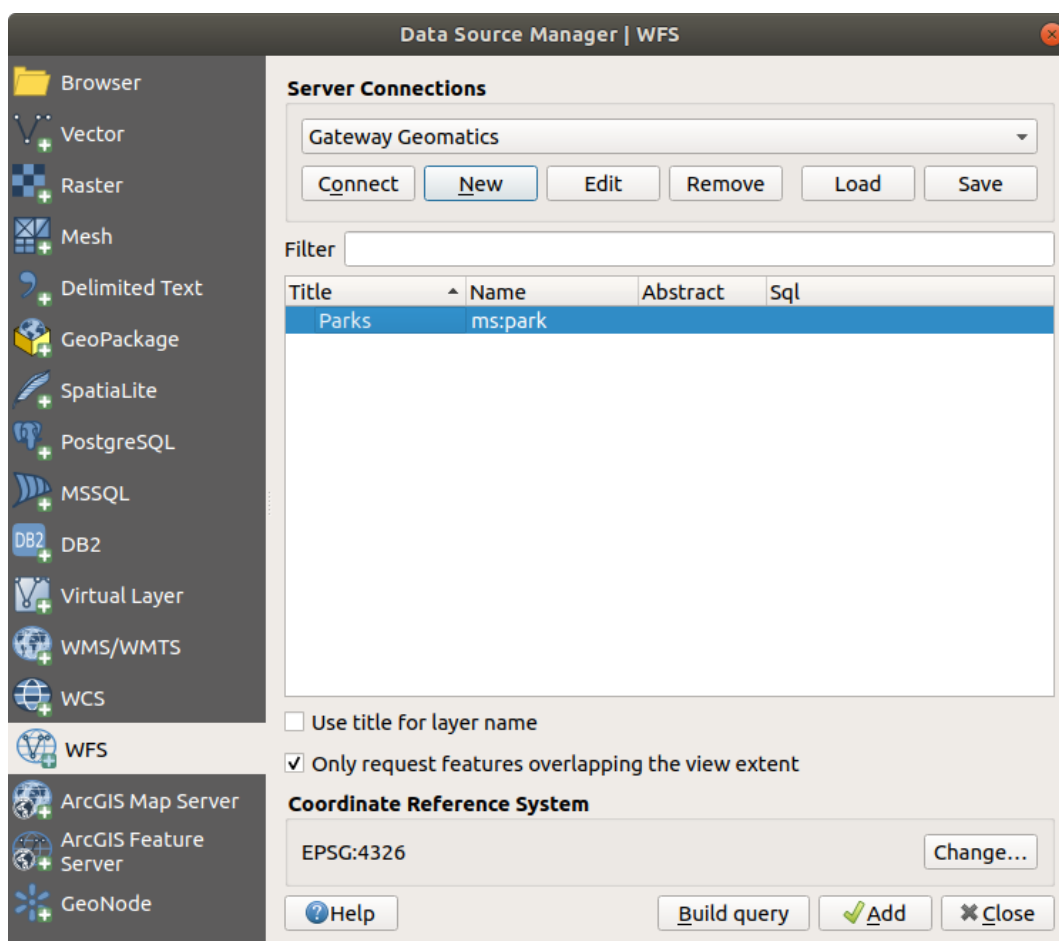 Data Source Manager | WFS
Browser
Vector
Raster
Mesh
Delimited Text
GeoPackage
SpatiaLite
PostgreSQL
MSSQL
DB2
DB2
Virtual Layer
WMS/WMTS
WCS
WFS
ArcGIS Map Server
ArcGIS Feature
Server
GeoNode
Server Connections
Gateway Geomatics
Connect New Edit Remove Load Save
Filter
Title Name Abstract Sql
Parks ms:park
Use title for layer name
Only request features overlapping the view extent
Coordinate Reference System
EPSG:4326 Change...
Help Build query Add Close